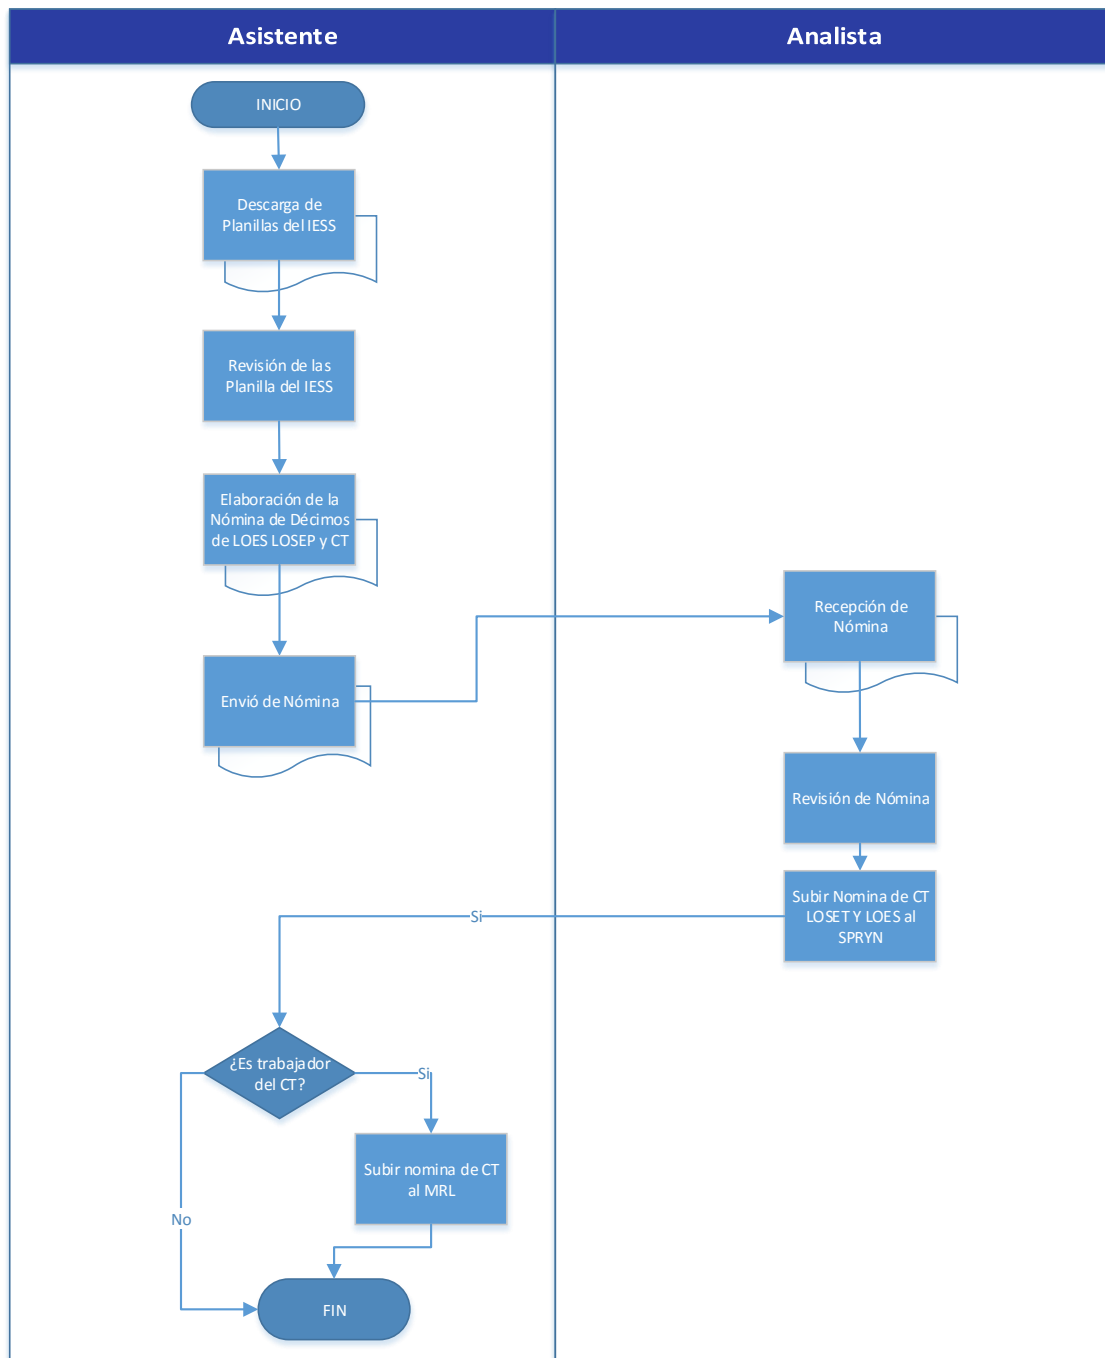 Asistente
Analista
INICIO
Descarga de
Planillas del IESS
Revisión de las
Planilla del IESS
Elaboración de la
Nómina de Décimos
de LOES LOSEP y CT
Envió de Nómina
Recepción de
Nómina
Revisión de Nómina
Subir Nomina de CT
LOSET Y LOES al
SPRYN
Si
¿Es trabajador
del CT?
Si
Subir nomina de CT
al MRL
No
FIN